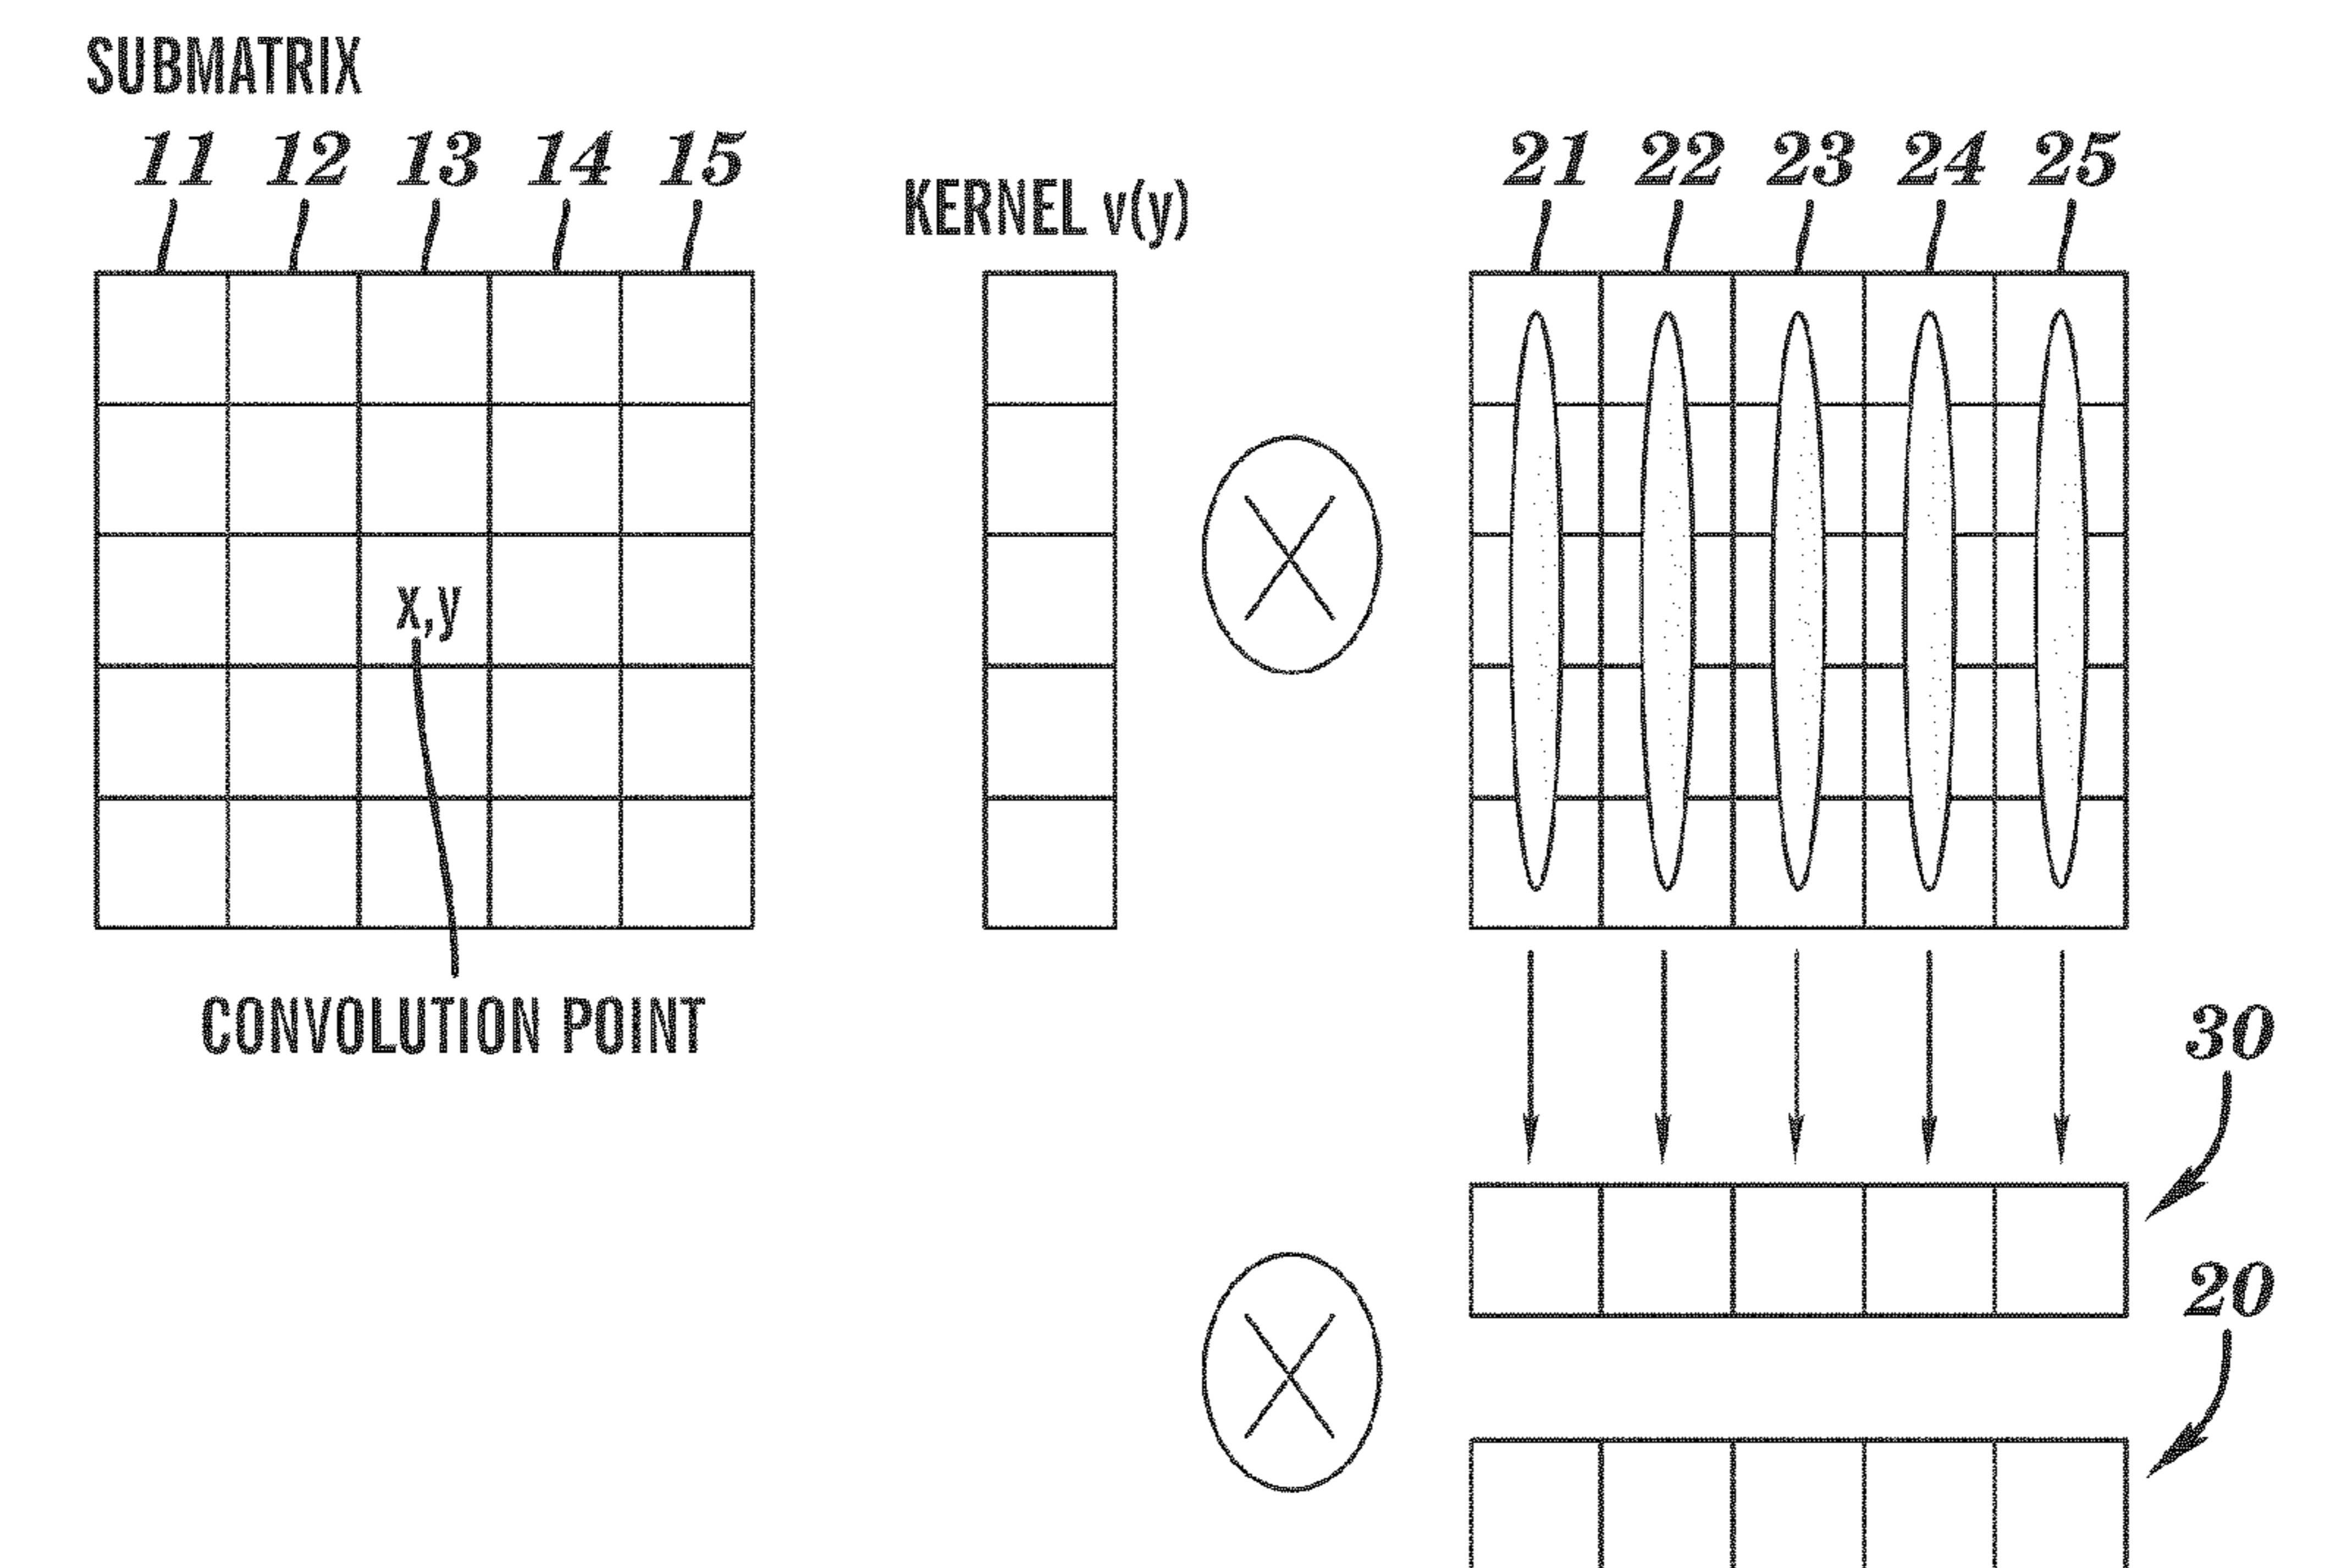 SUBMATRIX
11 12 13 14 15
KERNEL v(y)
21 22 23 24 25
x,y
CONVOLUTION POINT
30
20